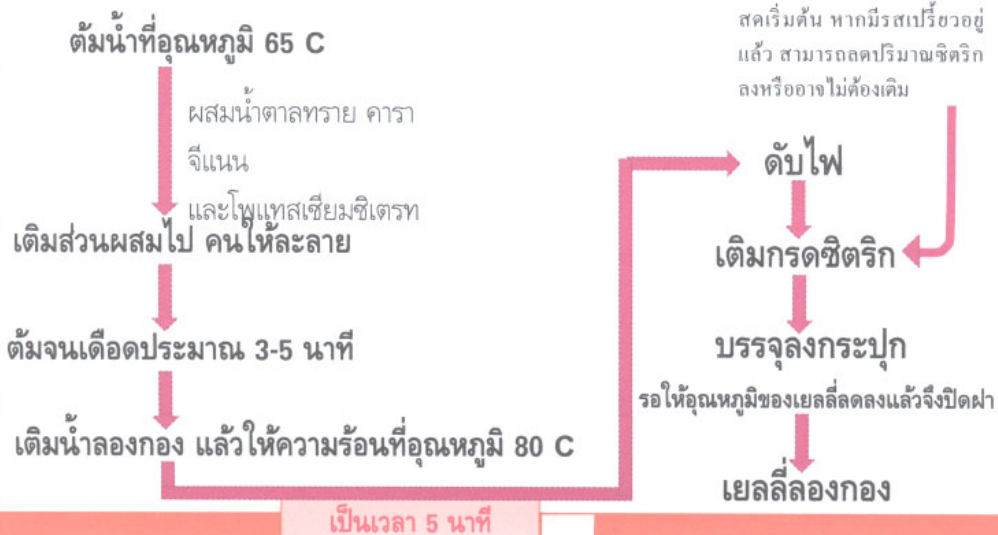 ต้มน้ำที่อุณหภูมิ 65 C
ผสมน้ำตาลทราย คารา
จีแนน
และโพแทสเซียมซิเตรท
เติมส่วนผสมไป คนให้ละลาย
ต้มจนเดือดประมาณ 3-5 นาที
เติมน้ำลองกอง แล้วให้ความร้อนที่อุณหภูมิ 80 C
เป็นเวลา 5 นาที
สดเริ่มต้น หากมีรสเปรี้ยวอยู่
แล้ว สามารถลดปริมาณซิตริก
ลงหรืออาจไม่ต้องเติม
ดับไฟ
เติมกรดซิตริก
บรรจุลงกระปุก
รอให้อุณหภูมิของเยลลี่ลดลงแล้วจึงปิดฝา
เยลลี่ลองกอง